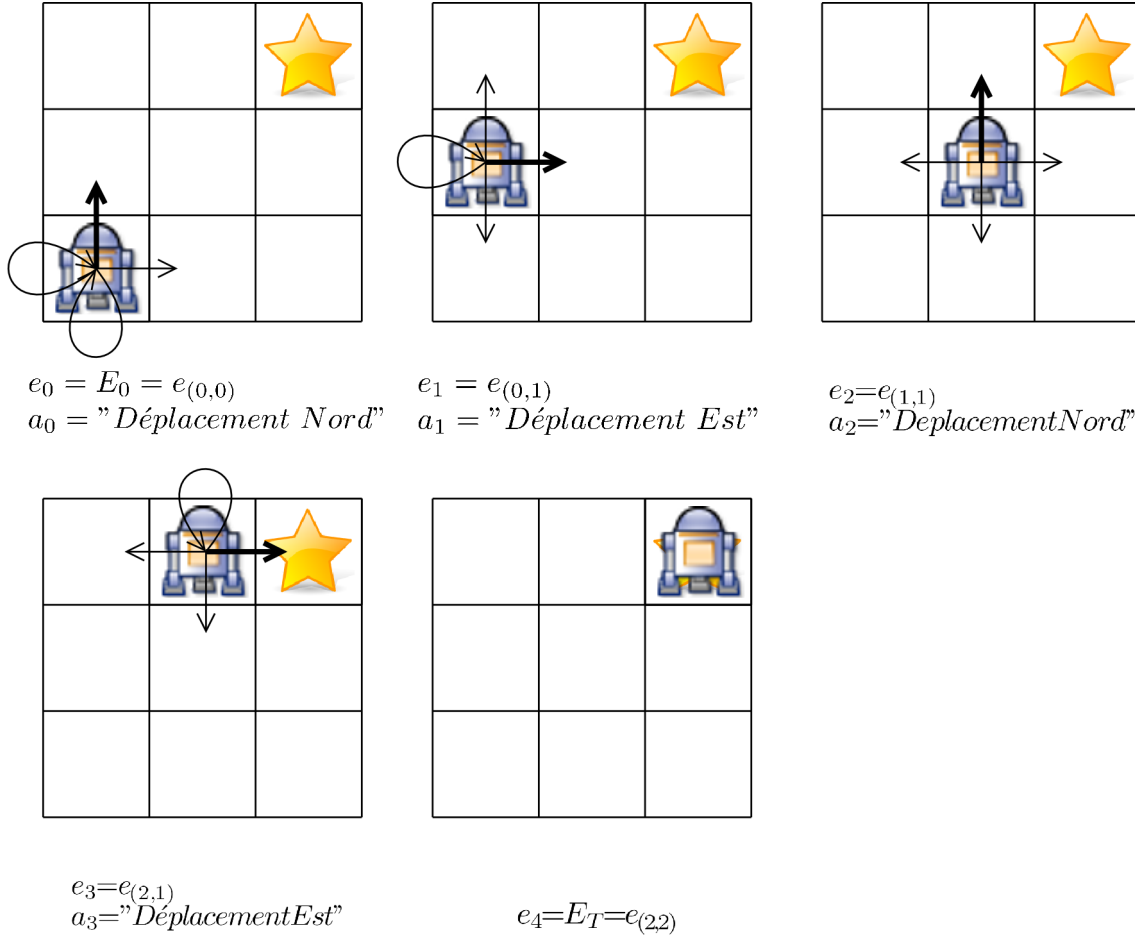 e₀ = E₀ = e₍₀,₀₎
a₀ = ”Déplacement Nord”
e₁ = e₍₀,₁₎
a₁ = ”Déplacement Est”
e₂=e₍₁,₁₎
a₂=”DeplacementNord”
e₃=e₍₂,₁₎
a₃=”DéplacementEst”
e₄=E_T=e₍₂,₂₎